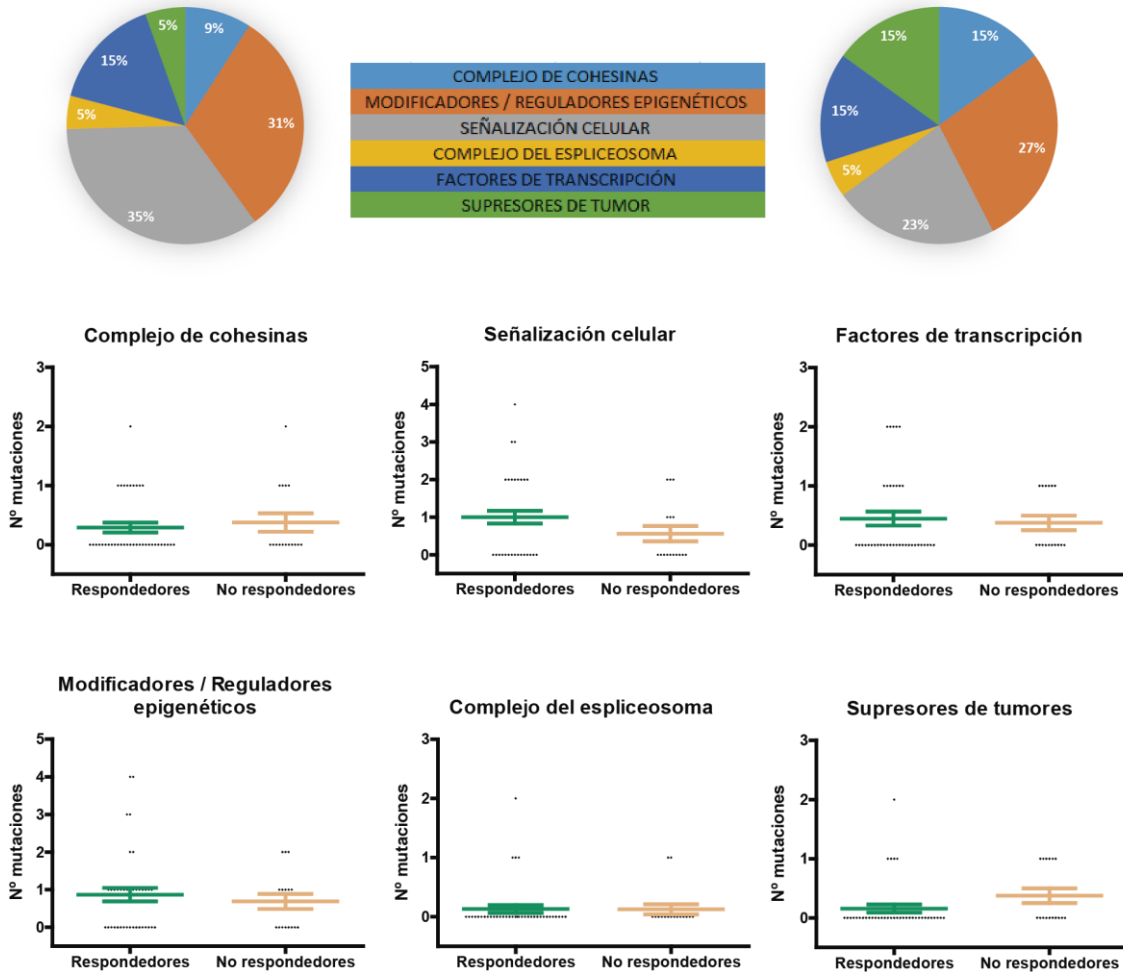 5%
9%
15%
5%
31%
35%
COMPLEJO DE COHESINAS
MODIFICADORES / REGULADORES EPIGENÉTICOS
SEÑALIZACIÓN CELULAR
COMPLEJO DEL ESPLICEOSOMA
FACTORES DE TRANSCRIPCIÓN
SUPRESORES DE TUMOR
15%
15%
15%
27%
5%
23%
Complejo de cohesinas
Nº mutaciones
3
2
1
0
Respondedores
No respondedores
Señalización celular
Nº mutaciones
5
4
3
2
1
0
Respondedores
No respondedores
Factores de transcripción
Nº mutaciones
3
2
1
0
Respondedores
No respondedores
Modificadores / Reguladores
epigenéticos
Nº mutaciones
5
4
3
2
1
0
Respondedores
No respondedores
Complejo del espliceosoma
Nº mutaciones
3
2
1
0
Respondedores
No respondedores
Supresores de tumores
Nº mutaciones
3
2
1
0
Respondedores
No respondedores